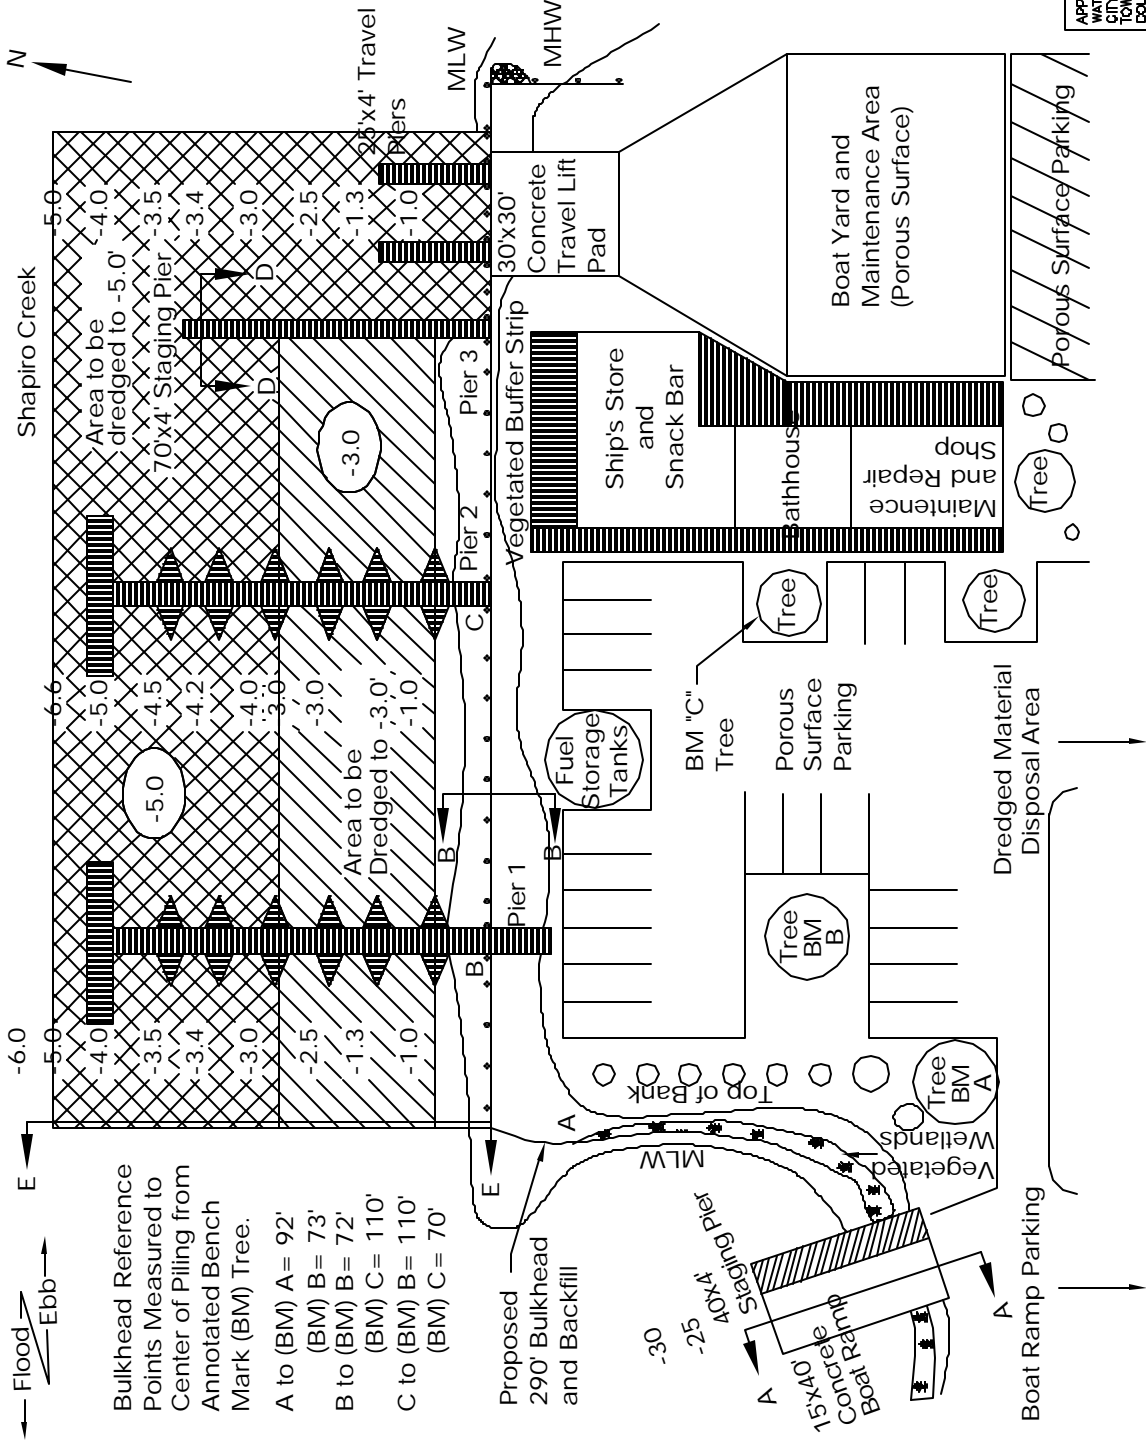 Flood
Ebb
Shapiro Creek
N
E
Bulkhead Reference
Points Measured to
Center of Piling from
Annotated Bench
Mark (BM) Tree.
A to (BM) A= 92'
(BM) B= 73'
B to (BM) B= 72'
(BM) C= 110'
C to (BM) B= 110'
(BM) C= 70'
-6.0
-5.0
-4.0
-3.5
-3.4
-3.0
-2.5
-1.3
-1.0
-5.0
-6.6
-5.0
-4.5
-4.2
-4.0
-3.0
-3.0
-1.0
Area to be
Dredged to -3.0'
Area to be
dredged to -5.0'
70'x4' Staging Pier
D
D
-3.0
-5.0
-4.0
-3.5
-3.4
-3.0
-2.5
-1.3
-1.0
25'x4' Travel
Piers
MLW
MHW
E
A
B
Pier 1
B
B
C
Pier 2
Pier 3
Vegetated Buffer Strip
30'x30'
Concrete
Travel Lift
Pad
Proposed
290' Bulkhead
and Backfill
MLW
Top of Bank
Vegetated
Wetlands
Fuel
Storage
Tanks
Ship's Store
and
Snack Bar
Bathhouse
Maintence
and Repair
Shop
Boat Yard and
Maintenance Area
(Porous Surface)
Porous Surface Parking
BM "C"
Tree
Tree
Tree
Tree
Porous
Surface
Parking
Tree
BM
B
Tree
BM
A
-30
-25
40'x4'
Staging Pier
15'x40'
Concrete
Boat Ramp
A
A
Boat Ramp Parking
Dredged Material
Disposal Area